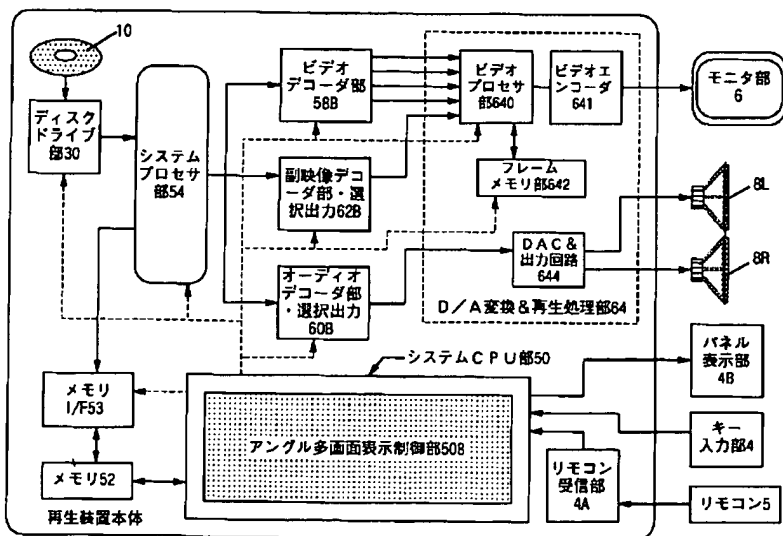 10
ディスク
ドライブ
部30
システム
プロセサ
部54
ビデオ
デコーダ部
58B
副映像デコ
ーダ部・選
択出力62B
オーディオ
デコーダ部
・選択出力
60B
ビデオ
プロセサ
部640
ビデオエン
コーダ
641
フレーム
メモリ部642
DAC&
出力回路
644
D/A変換&再生処理部64
モニタ部
6
8L
8R
システムCPU部50
パネル
表示部
4B
メモリ
I/F53
アングル多画面表示制御部508
キー
入力部4
メモリ52
リモコン
受信部
4A
リモコン5
再生装置本体